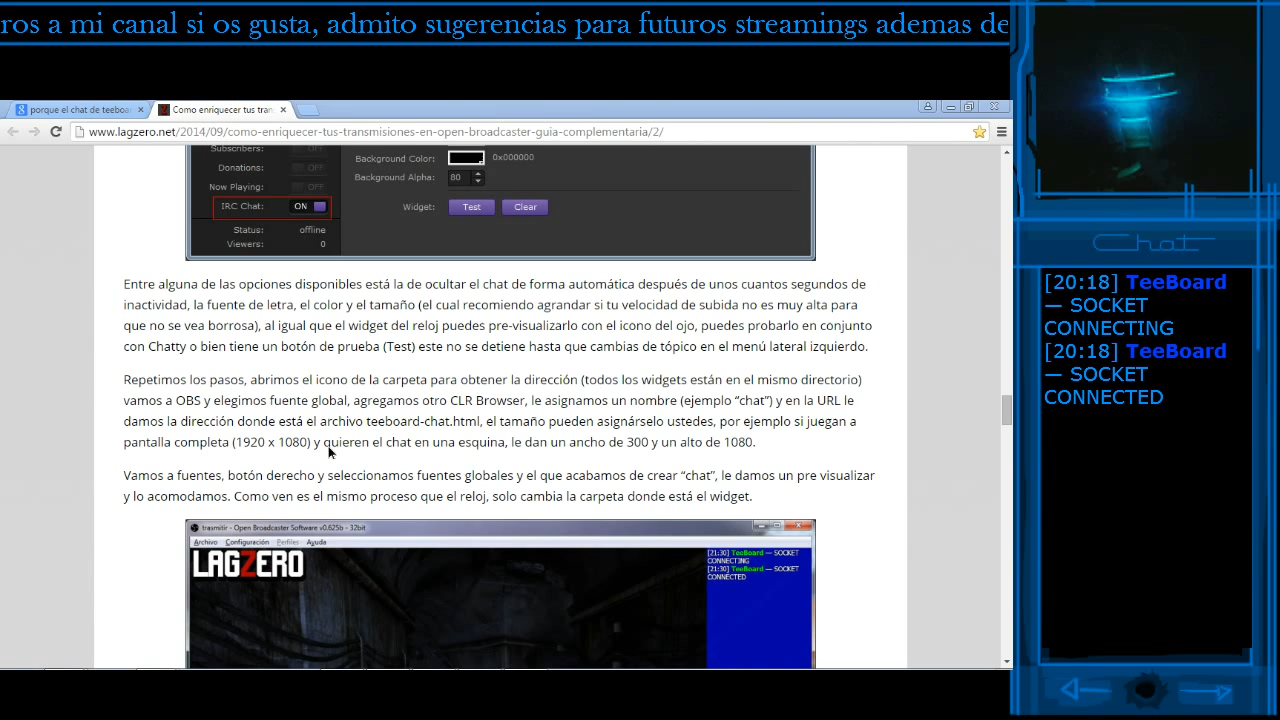 ros a mi canal si os gusta, admito sugerencias para futuros streamings ademas de
porque el chat de teeboa
Como enriquecer tus tran
www.lagzero.net/2014/09/como-enriquecer-tus-transmisiones-en-open-broadcaster-guia-complementaria/2/
Subscribers: OFF
Donations: OFF
Now Playing: OFF
IRC Chat: ON
Status: offline
Viewers: 0
Background Color: 0x000000
Background Alpha: 80
Widget: Test Clear
Entre alguna de las opciones disponibles está la de ocultar el chat de forma automática después de unos cuantos segundos de
inactividad, la fuente de letra, el color y el tamaño (el cual recomiendo agrandar si tu velocidad de subida no es muy alta para
que no se vea borrosa), al igual que el widget del reloj puedes pre-visualizarlo con el icono del ojo, puedes probarlo en conjunto
con Chatty o bien tiene un botón de prueba (Test) este no se detiene hasta que cambias de tópico en el menú lateral izquierdo.
Repetimos los pasos, abrimos el icono de la carpeta para obtener la dirección (todos los widgets están en el mismo directorio)
vamos a OBS y elegimos fuente global, agregamos otro CLR Browser, le asignamos un nombre (ejemplo “chat”) y en la URL le
damos la dirección donde está el archivo teeboard-chat.html, el tamaño pueden asignárselo ustedes, por ejemplo si juegan a
pantalla completa (1920 x 1080) y quieren el chat en una esquina, le dan un ancho de 300 y un alto de 1080.
Vamos a fuentes, botón derecho y seleccionamos fuentes globales y el que acabamos de crear “chat”, le damos un pre visualizar
y lo acomodamos. Como ven es el mismo proceso que el reloj, solo cambia la carpeta donde está el widget.
trasmitir - Open Broadcaster Software v0.625b - 32bit
Archivo Configuración Perfiles Ayuda
LAGZERO
[21:30] TeeBoard — SOCKET
CONNECTING
[21:30] TeeBoard — SOCKET
CONNECTED
Chat
[20:18] TeeBoard
— SOCKET
CONNECTING
[20:18] TeeBoard
— SOCKET
CONNECTED